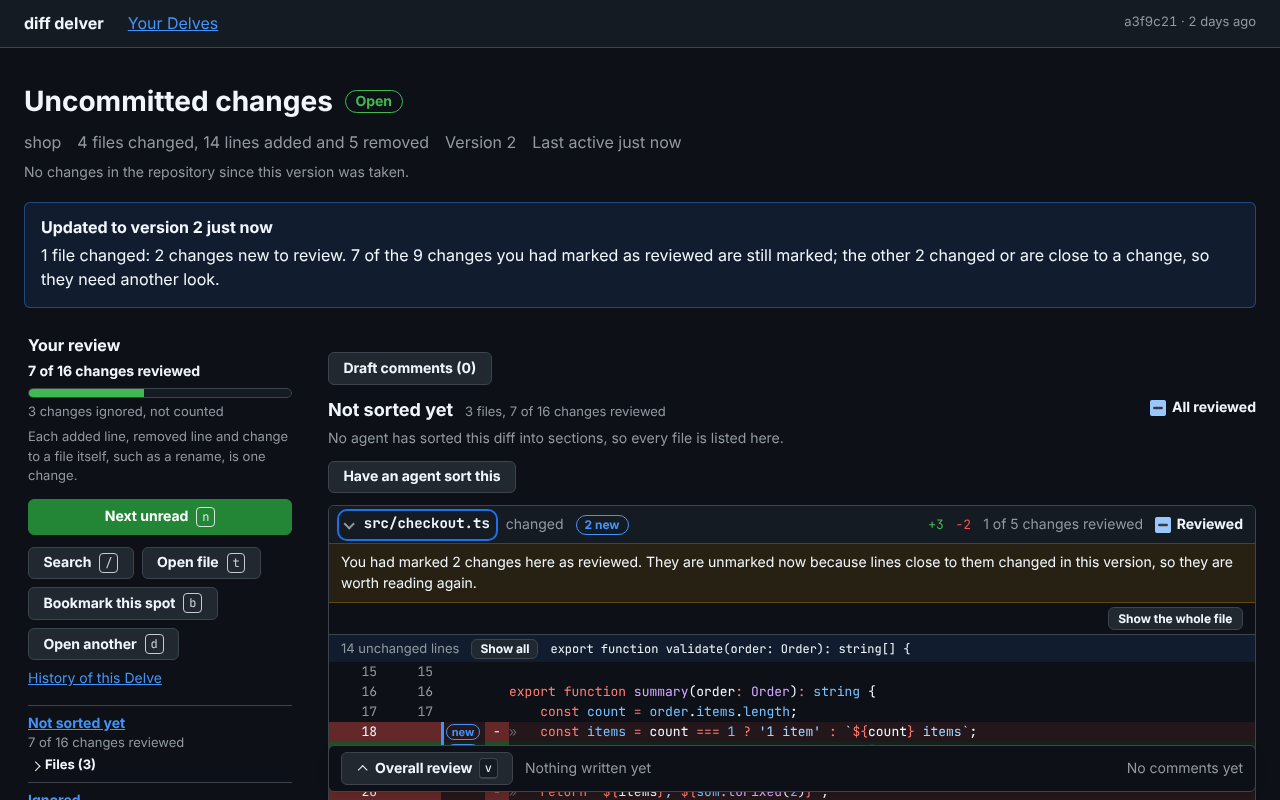 diff delver Your Delves a3f9c21 · 2 days ago
Uncommitted changes Open
shop 4 files changed, 14 lines added and 5 removed Version 2 Last active just now
No changes in the repository since this version was taken.
Updated to version 2 just now
1 file changed: 2 changes new to review. 7 of the 9 changes you had marked as reviewed are still marked; the other 2 changed or are close to a change, so
they need another look.
Your review
7 of 16 changes reviewed
3 changes ignored, not counted
Each added line, removed line and change
to a file itself, such as a rename, is one
change.
Next unread n
Search / Open file t
Bookmark this spot b
Open another d
History of this Delve
Not sorted yet
7 of 16 changes reviewed
Files (3)
Ignored
Draft comments (0)
Not sorted yet 3 files, 7 of 16 changes reviewed All reviewed
No agent has sorted this diff into sections, so every file is listed here.
Have an agent sort this
src/checkout.ts changed 2 new +3 -2 1 of 5 changes reviewed Reviewed
You had marked 2 changes here as reviewed. They are unmarked now because lines close to them changed in this version, so they are
worth reading again.
Show the whole file
14 unchanged lines Show all export function validate(order: Order): string[] {
15 15
16 16 export function summary(order: Order): string {
17 17 const count = order.items.length;
18 new - » const items = count === 1 ? '1 item' : `${count} items`;
Overall review v Nothing written yet No comments yet